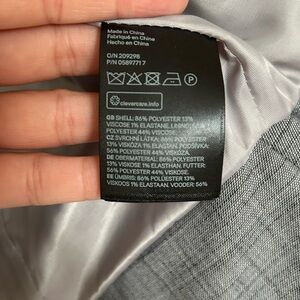 Made in China
Fabriqué en Chine
Hecho en China
O/N 209298
P/N 0589771 7
P
clevercare.info
GB SHELL: 86% POLYESTER 13%
VISCOSE 1% ELASTANE. LINING: 56%
POLYESTER 44% VISCOSE.
CZ SVRCHNÍ LÁTKA: 86% POLYESTER 13%
VISKÓZA 1% ELASTAN. PODŠÍVKA: 56%
POLYESTER 44% VISKÓZA.
DE OBERMATERIAL: 86% POLYESTER 13%
VISKOSE 1% ELASTHAN. FUTTER: 56%
POLYESTER 44% VISKOSE.
EE ÜMBRIS: 86% POLÜESTER 13%
VISKOOS 1% ELASTAAN. VOODER: 56%